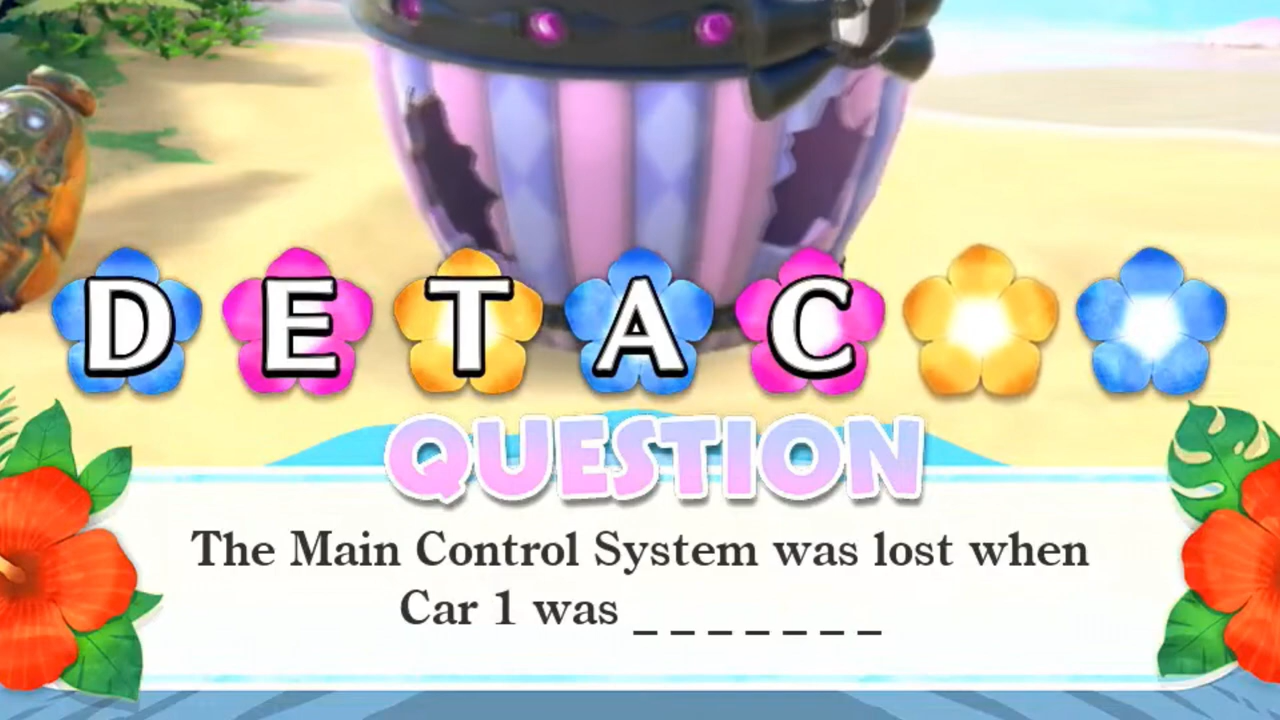 D E T A C
QUESTION
The Main Control System was lost when
Car 1 was _ _ _ _ _ _ _